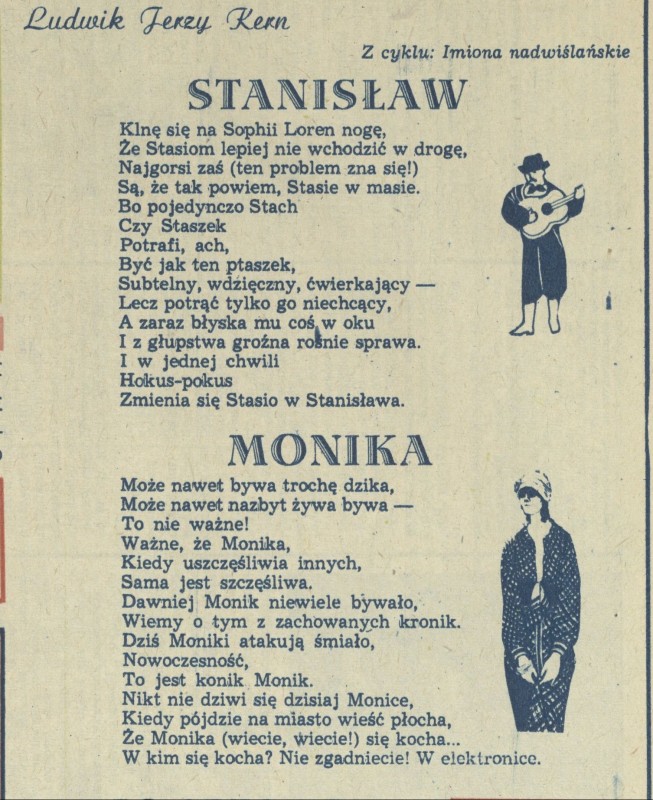 Ludwik Jerzy Kern
Z cyklu: Imiona nadwiślańskie
STANISŁAW
Klnę się na Sophii Loren nogę,
Że Stasiom lepiej nie wchodzić w drogę,
Najgorsi zaś (ten problem zna się!)
Są, że tak powiem, Stasie w masie.
Bo pojedynczo Stach
Czy Staszek
Potrafi, ach,
Być jak ten ptaszek,
Subtelny, wdzięczny, ćwierkający —
Lecz potrąć tylko go niechcący,
A zaraz błyska mu coś w oku
I z głupstwa groźna rośnie sprawa.
I w jednej chwili
Hokus-pokus
Zmienia się Stasio w Stanisława.
MONIKA
Może nawet bywa trochę dzika,
Może nawet nazbyt żywa bywa —
To nie ważne!
Ważne, że Monika,
Kiedy uszczęśliwia innych,
Sama jest szczęśliwa.
Dawniej Monik niewiele bywało,
Wiemy o tym z zachowanych kronik.
Dziś Moniki atakują śmiało,
Nowoczesność,
To jest konik Monik.
Nikt nie dziwi się dzisiaj Monice,
Kiedy pójdzie na miasto wieść płocha,
Że Monika (wiecie, wiecie!) się kocha...
W kim się kocha? Nie zgadniecie! W elektronice.